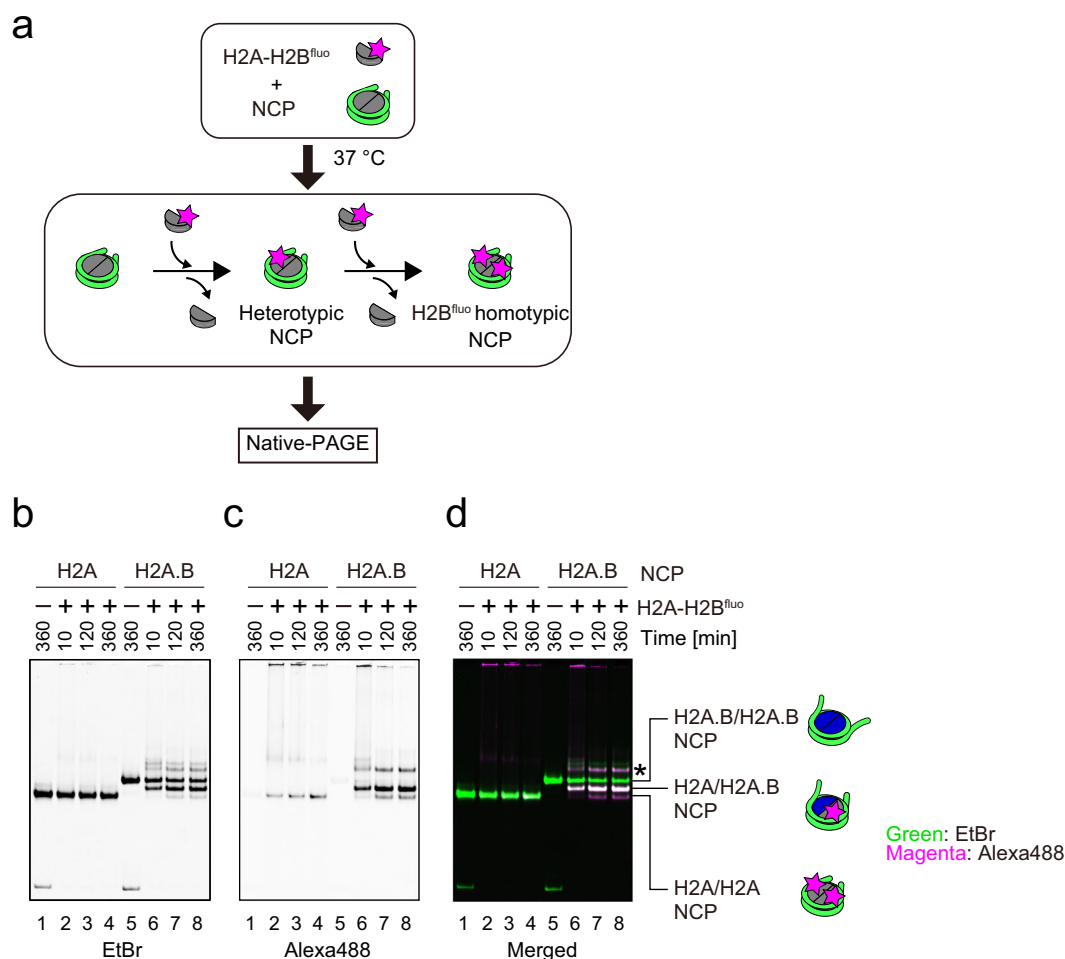 a
H2A-H2Bfluo
+
NCP
37 °C
Heterotypic
NCP
H2Bfluo homotypic
NCP
Native-PAGE
b
H2A H2A.B
− + + + − + + +
360 10 120 360 360 10 120 360
1 2 3 4 5 6 7 8
EtBr
c
H2A H2A.B
− + + + − + + +
360 10 120 360 360 10 120 360
1 2 3 4 5 6 7 8
Alexa488
d
H2A H2A.B NCP
− + + + − + + + H2A-H2Bfluo
360 10 120 360 360 10 120 360 Time [min]
*
H2A.B/H2A.B
NCP
H2A/H2A.B
NCP
H2A/H2A
NCP
Green: EtBr
Magenta: Alexa488
1 2 3 4 5 6 7 8
Merged